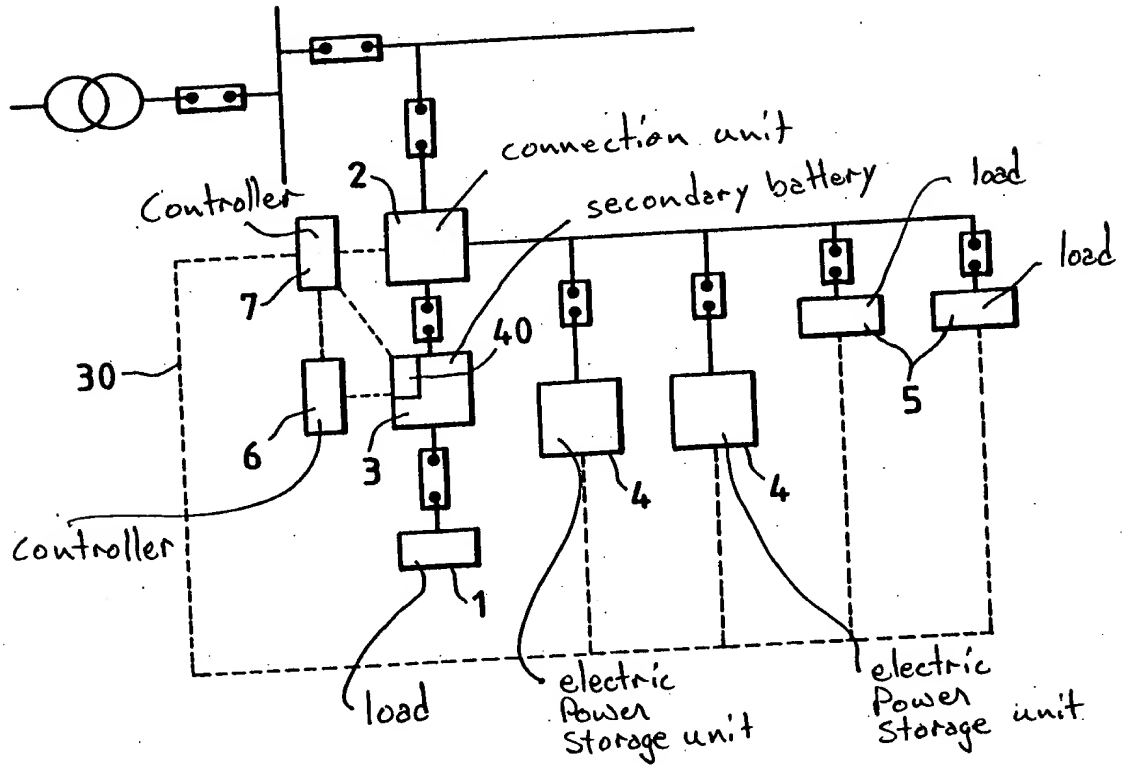 connection unit
2
load
Controller
secondary battery
load
7
40
30
5
6
3
4
4
controller
1
load
electric
Power
Storage unit
electric
Power
Storage unit